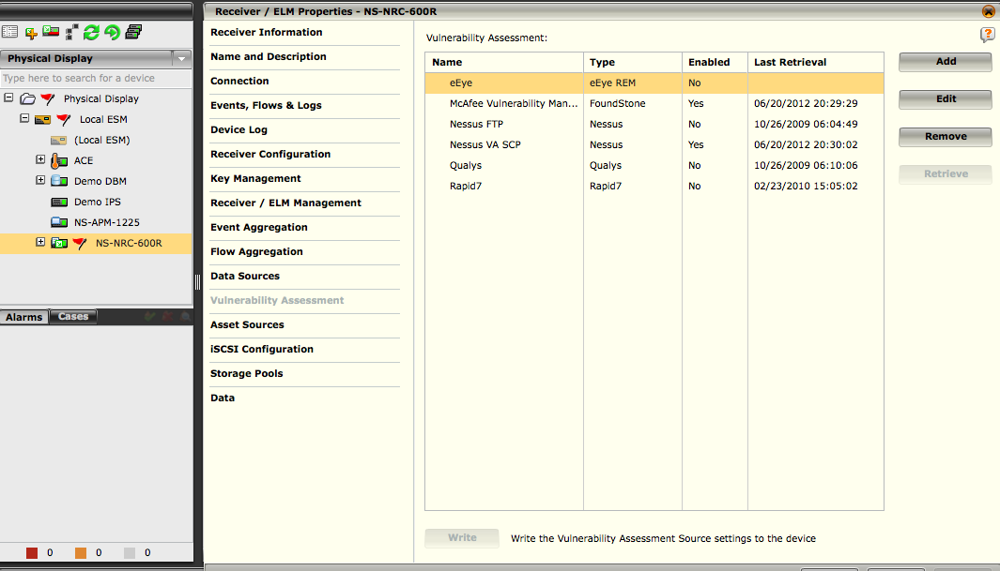 Receiver / ELM Properties - NS-NRC-600R
Physical Display
Type here to search for a device
Physical Display
Local ESM
(Local ESM)
ACE
Demo DBM
Demo IPS
NS-APM-1225
NS-NRC-600R
Alarms Cases
0 0 0
Receiver Information
Name and Description
Connection
Events, Flows & Logs
Device Log
Receiver Configuration
Key Management
Receiver / ELM Management
Event Aggregation
Flow Aggregation
Data Sources
Vulnerability Assessment
Asset Sources
iSCSI Configuration
Storage Pools
Data
Vulnerability Assessment:
Name Type Enabled Last Retrieval
eEye eEye REM No
McAfee Vulnerability Man... FoundStone Yes 06/20/2012 20:29:29
Nessus FTP Nessus No 10/26/2009 06:04:49
Nessus VA SCP Nessus Yes 06/20/2012 20:30:02
Qualys Qualys No 10/26/2009 06:10:06
Rapid7 Rapid7 No 02/23/2010 15:05:02
Add
Edit
Remove
Retrieve
Write Write the Vulnerability Assessment Source settings to the device